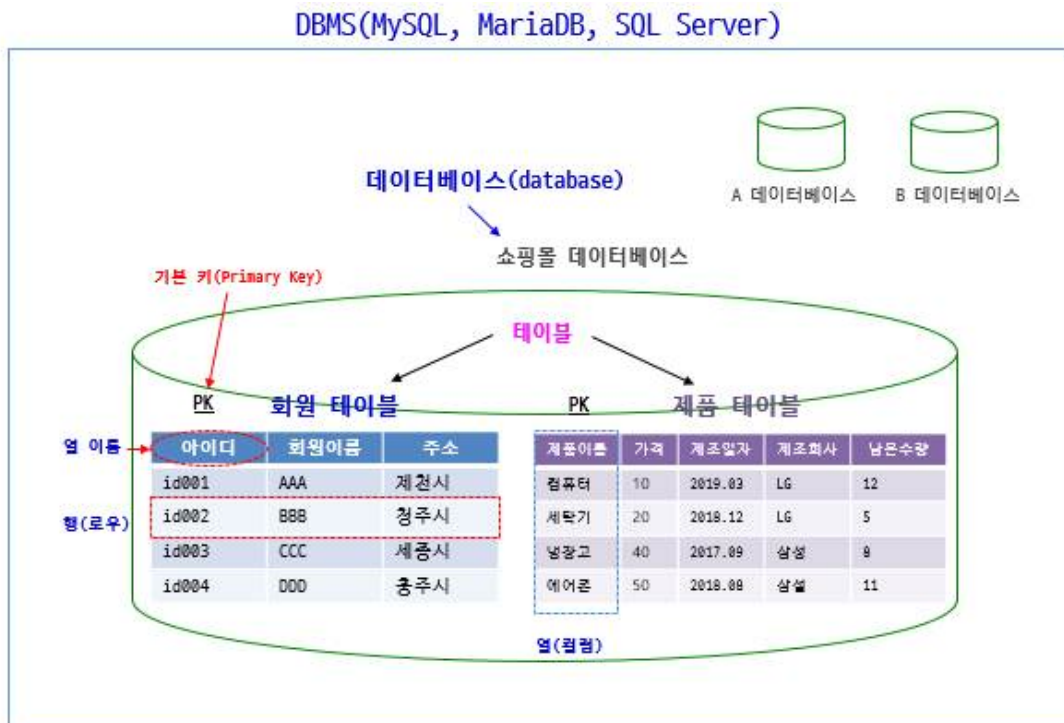 DBMS(MySQL, MariaDB, SQL Server)
A 데이터베이스 B 데이터베이스
데이터베이스(database)
쇼핑몰 데이터베이스
기본 키(Primary Key)
테이블
PK 회원 테이블
PK 제품 테이블
열 이름
아이디 회원이름 주소
id001 AAA 제천시
id002 BBB 청주시
id003 CCC 세종시
id004 DDD 충주시
행(로우)
제품이름 가격 제조일자 제조회사 남은수량
컴퓨터 10 2019.03 LG 12
세탁기 20 2018.12 LG 5
냉장고 40 2017.09 삼성 8
에어콘 50 2018.08 삼성 11
열(컬럼)